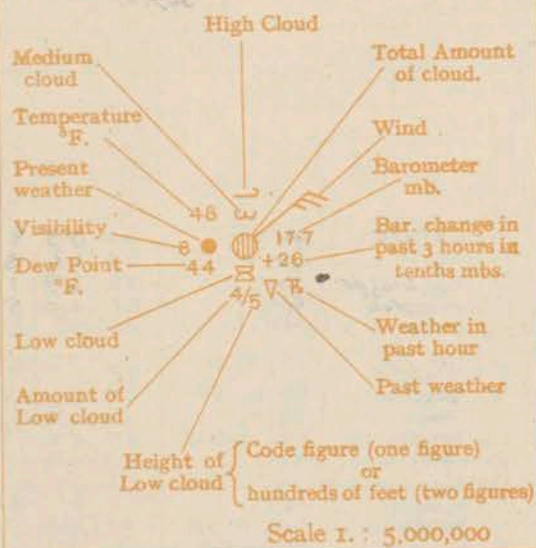 High Cloud
Medium cloud
Total Amount of cloud.
Temperature °F.
Wind
Present weather
Barometer mb.
48
Visibility
8
17.7
Bar. change in past 3 hours in tenths mbs.
+26
Dew Point °F.
44
4/5
Low cloud
Weather in past hour
Amount of Low cloud
Past weather
Height of Low cloud
Code figure (one figure)
or
hundreds of feet (two figures)
Scale 1. : 5,000,000